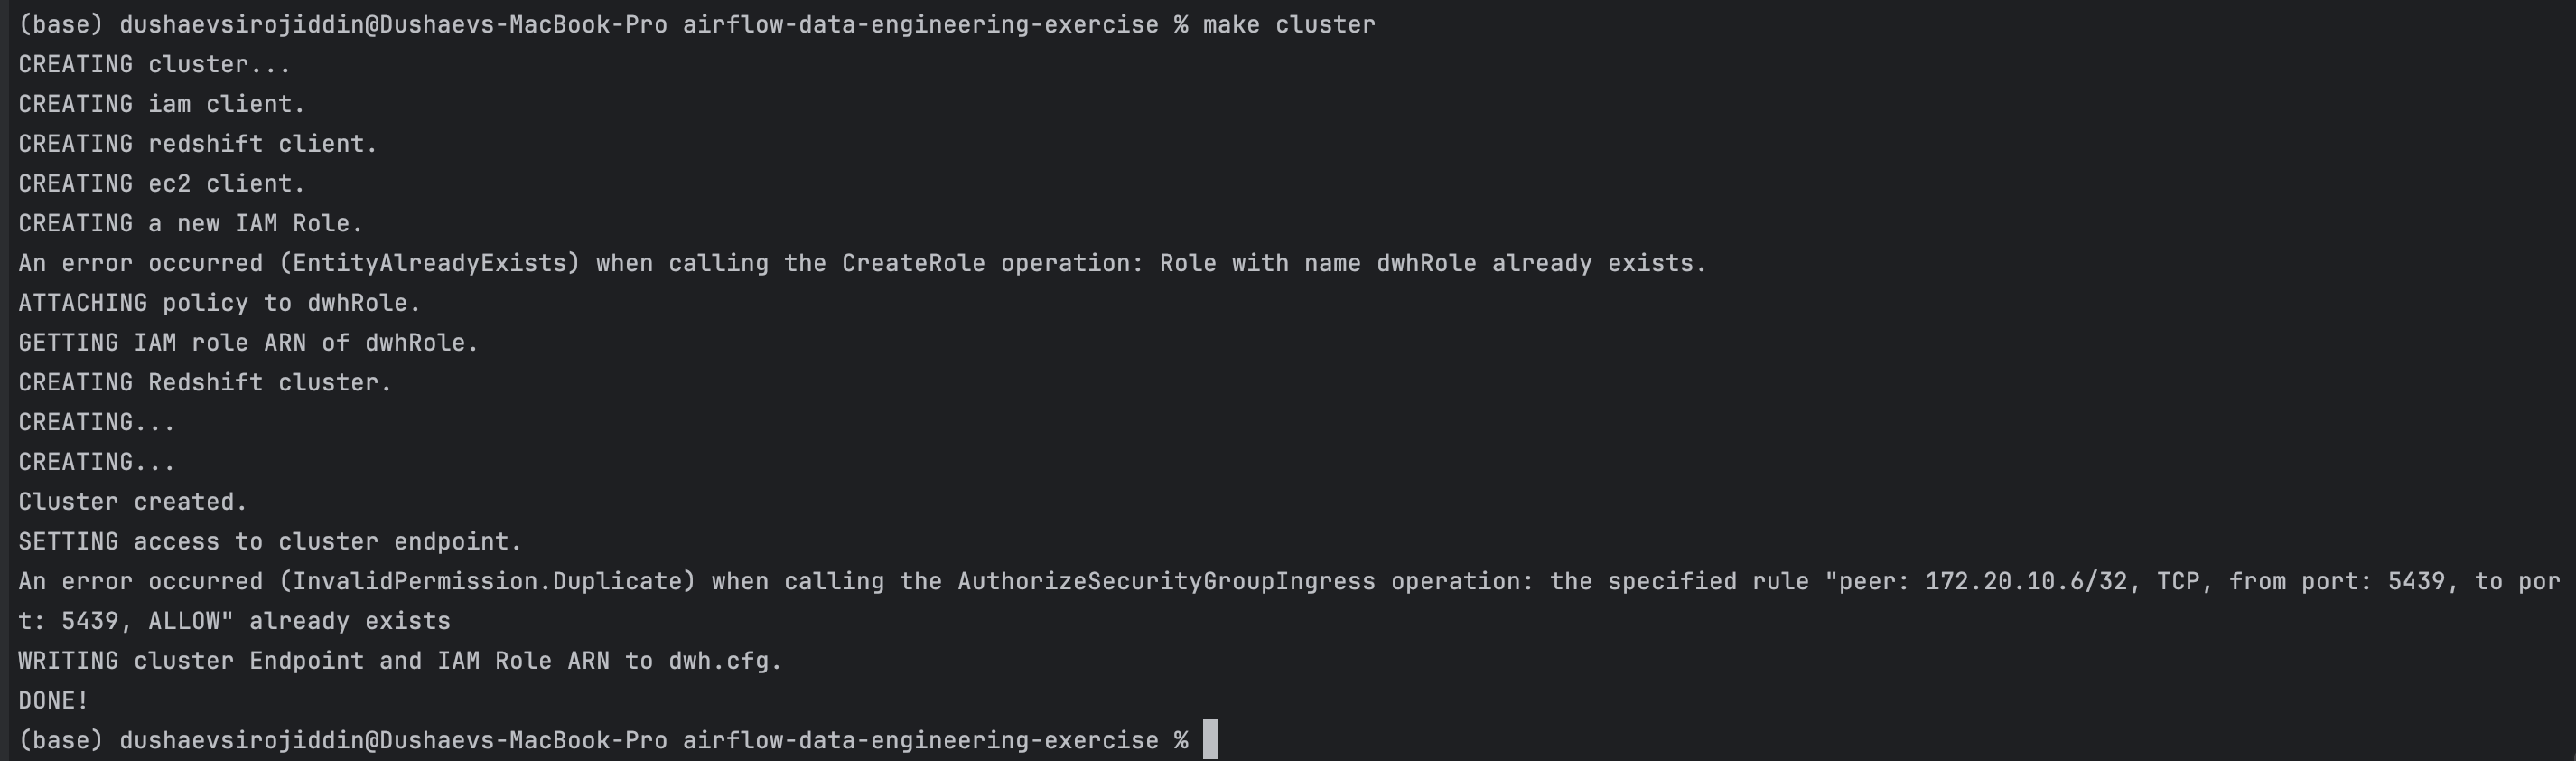 (base) dushaevsirojiddin@Dushaevs-MacBook-Pro airflow-data-engineering-exercise % make cluster
CREATING cluster...
CREATING iam client.
CREATING redshift client.
CREATING ec2 client.
CREATING a new IAM Role.
An error occurred (EntityAlreadyExists) when calling the CreateRole operation: Role with name dwhRole already exists.
ATTACHING policy to dwhRole.
GETTING IAM role ARN of dwhRole.
CREATING Redshift cluster.
CREATING...
CREATING...
Cluster created.
SETTING access to cluster endpoint.
An error occurred (InvalidPermission.Duplicate) when calling the AuthorizeSecurityGroupIngress operation: the specified rule "peer: 172.20.10.6/32, TCP, from port: 5439, to por
t: 5439, ALLOW" already exists
WRITING cluster Endpoint and IAM Role ARN to dwh.cfg.
DONE!
(base) dushaevsirojiddin@Dushaevs-MacBook-Pro airflow-data-engineering-exercise %